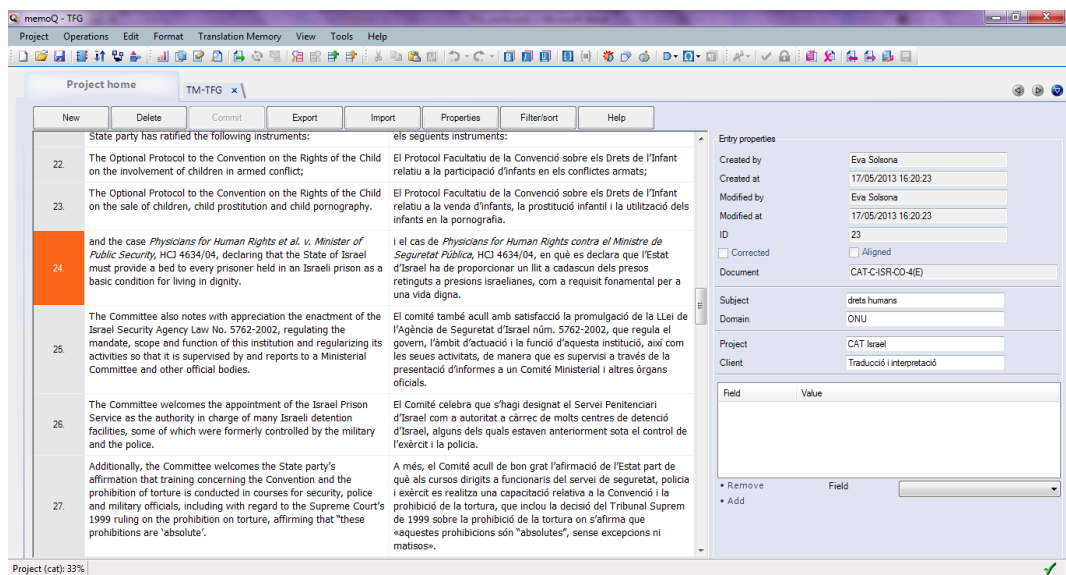 memoQ - TFG
Project Operations Edit Format Translation Memory View Tools Help
Project home TM-TFG x
New Delete Commit Export Import Properties Filter/sort Help
State party has ratified the following instruments:
els següents instruments:
22.
The Optional Protocol to the Convention on the Rights of the Child
on the involvement of children in armed conflict;
El Protocol Facultatiu de la Convenció sobre els Drets de l'Infant
relatiu a la participació d'infants en els conflictes armats;
23.
The Optional Protocol to the Convention on the Rights of the Child
on the sale of children, child prostitution and child pornography.
El Protocol Facultatiu de la Convenció sobre els Drets de l'Infant
relatiu a la venda d'infants, la prostitució infantil i la utilització dels
infants en la pornografia.
24.
and the case Physicians for Human Rights et al. v. Minister of
Public Security, HCJ 4634/04, declaring that the State of Israel
must provide a bed to every prisoner held in an Israeli prison as a
basic condition for living in dignity.
i el cas de Physicians for Human Rights contra el Ministre de
Seguretat Pública, HCJ 4634/04, en què es declara que l'Estat
d'Israel ha de proporcionar un llit a cadascun dels presos
retinguts a presions israelianes, com a requisit fonamental per a
una vida digna.
25.
The Committee also notes with appreciation the enactment of the
Israel Security Agency Law No. 5762-2002, regulating the
mandate, scope and function of this institution and regularizing its
activities so that it is supervised by and reports to a Ministerial
Committee and other official bodies.
El comité també acull amb satisfacció la promulgació de la LLei de
l'Agència de Seguretat d'Israel núm. 5762-2002, que regula el
govern, l'àmbit d'actuació i la funció d'aquesta institució, així com
les seues activitats, de manera que es supervisi a través de la
presentació d'informes a un Comité Ministerial i altres òrgans
oficials.
26.
The Committee welcomes the appointment of the Israel Prison
Service as the authority in charge of many Israeli detention
facilities, some of which were formerly controlled by the military
and the police.
El Comité celebra que s'hagi designat el Servei Penitenciari
d'Israel com a autoritat a càrrec de molts centres de detenció
d'Israel, alguns dels quals estaven anteriorment sota el control de
l'exèrcit i la policia.
27.
Additionally, the Committee welcomes the State party's
affirmation that training concerning the Convention and the
prohibition of torture is conducted in courses for security, police
and military officials, including with regard to the Supreme Court's
1999 ruling on the prohibition on torture, affirming that "these
prohibitions are 'absolute'.
A més, el Comité acull de bon grat l'afirmació de l'Estat part de
què als cursos dirigits a funcionaris del servei de seguretat, policia
i exèrcit es realitza una capacitació relativa a la Convenció i la
prohibició de la tortura, que inclou la decisió del Tribunal Suprem
de 1999 sobre la prohibició de la tortura on s'afirma que
«aquestes prohibicions són "absolutes", sense excepcions ni
matisos».
Entry properties
Created by Eva Solsona
Created at 17/05/2013 16:20:23
Modified by Eva Solsona
Modified at 17/05/2013 16:20:23
ID 23
Corrected Aligned
Document CAT-C-ISR-CO-4(E)
Subject drets humans
Domain ONU
Project CAT Israel
Client Traducció i interpretació
Field Value
• Remove Field
• Add
Project (cat): 33%